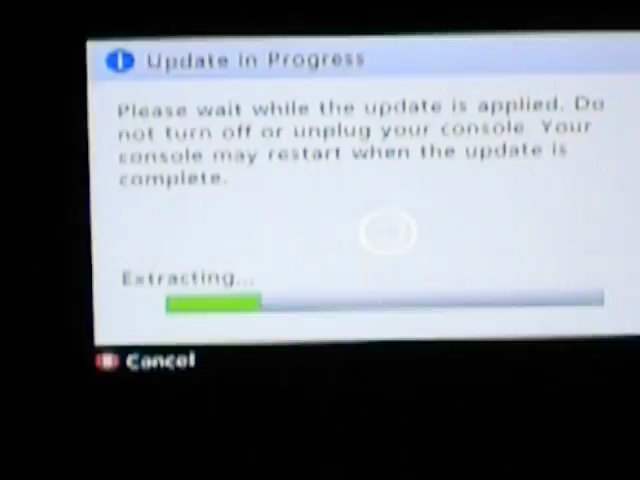 Update in Progress
Please wait while the update is applied. Do
not turn off or unplug your console. Your
console may restart when the update is
complete.
Extracting...
B Cancel